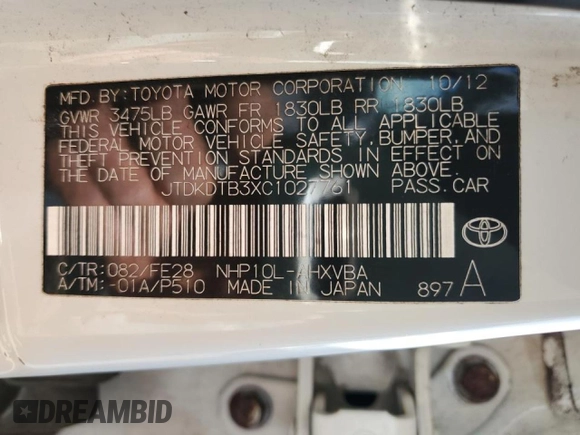 MFD.BY:TOYOTA MOTOR CORPORATION 10/12
GVWR 3475LB GAWR FR 1830LB RR 1830LB
THIS VEHICLE CONFORMS TO ALL APPLICABLE
FEDERAL MOTOR VEHICLE SAFETY,BUMPER,AND
THEFT PREVENTION STANDARDS IN EFFECT ON
THE DATE OF MANUFACTURE SHOWN ABOVE.
JTDKDTB3XC1027761 PASS.CAR
C/TR:082/FE28 NHP10L-AHXVBA
A/TM:-01A/P510 MADE IN JAPAN 897 A
DREAMBID